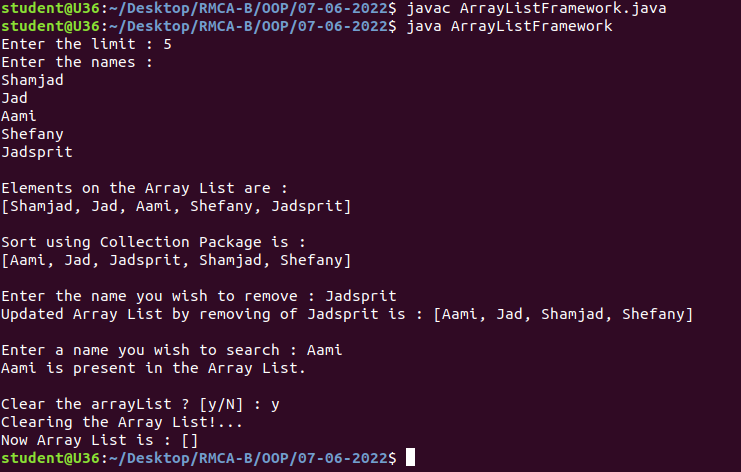 student@U36:~/Desktop/RMCA-B/OOP/07-06-2022$ javac ArrayListFramework.java
student@U36:~/Desktop/RMCA-B/OOP/07-06-2022$ java ArrayListFramework
Enter the limit : 5
Enter the names :
Shamjad
Jad
Aami
Shefany
Jadsprit
Elements on the Array List are :
[Shamjad, Jad, Aami, Shefany, Jadsprit]
Sort using Collection Package is :
[Aami, Jad, Jadsprit, Shamjad, Shefany]
Enter the name you wish to remove : Jadsprit
Updated Array List by removing of Jadsprit is : [Aami, Jad, Shamjad, Shefany]
Enter a name you wish to search : Aami
Aami is present in the Array List.
Clear the arrayList ? [y/N] : y
Clearing the Array List!...
Now Array List is : []
student@U36:~/Desktop/RMCA-B/OOP/07-06-2022$